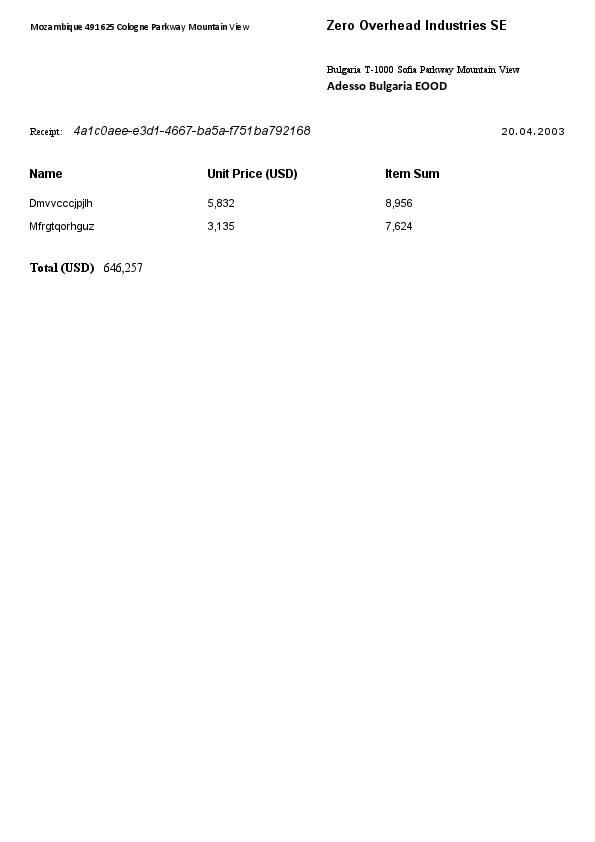 Mozambique 491625 Cologne Parkway Mountain View
Zero Overhead Industries SE
Bulgaria T-1000 Sofia Parkway Mountain View
Adesso Bulgaria EOOD
Receipt: 4a1c0aee-e3d1-4667-ba5a-f751ba792168 20.04.2003
Name Unit Price (USD) Item Sum
Dmvvcccjpjlh 5,832 8,956
Mfrgtqorhguz 3,135 7,624
Total (USD) 646,257